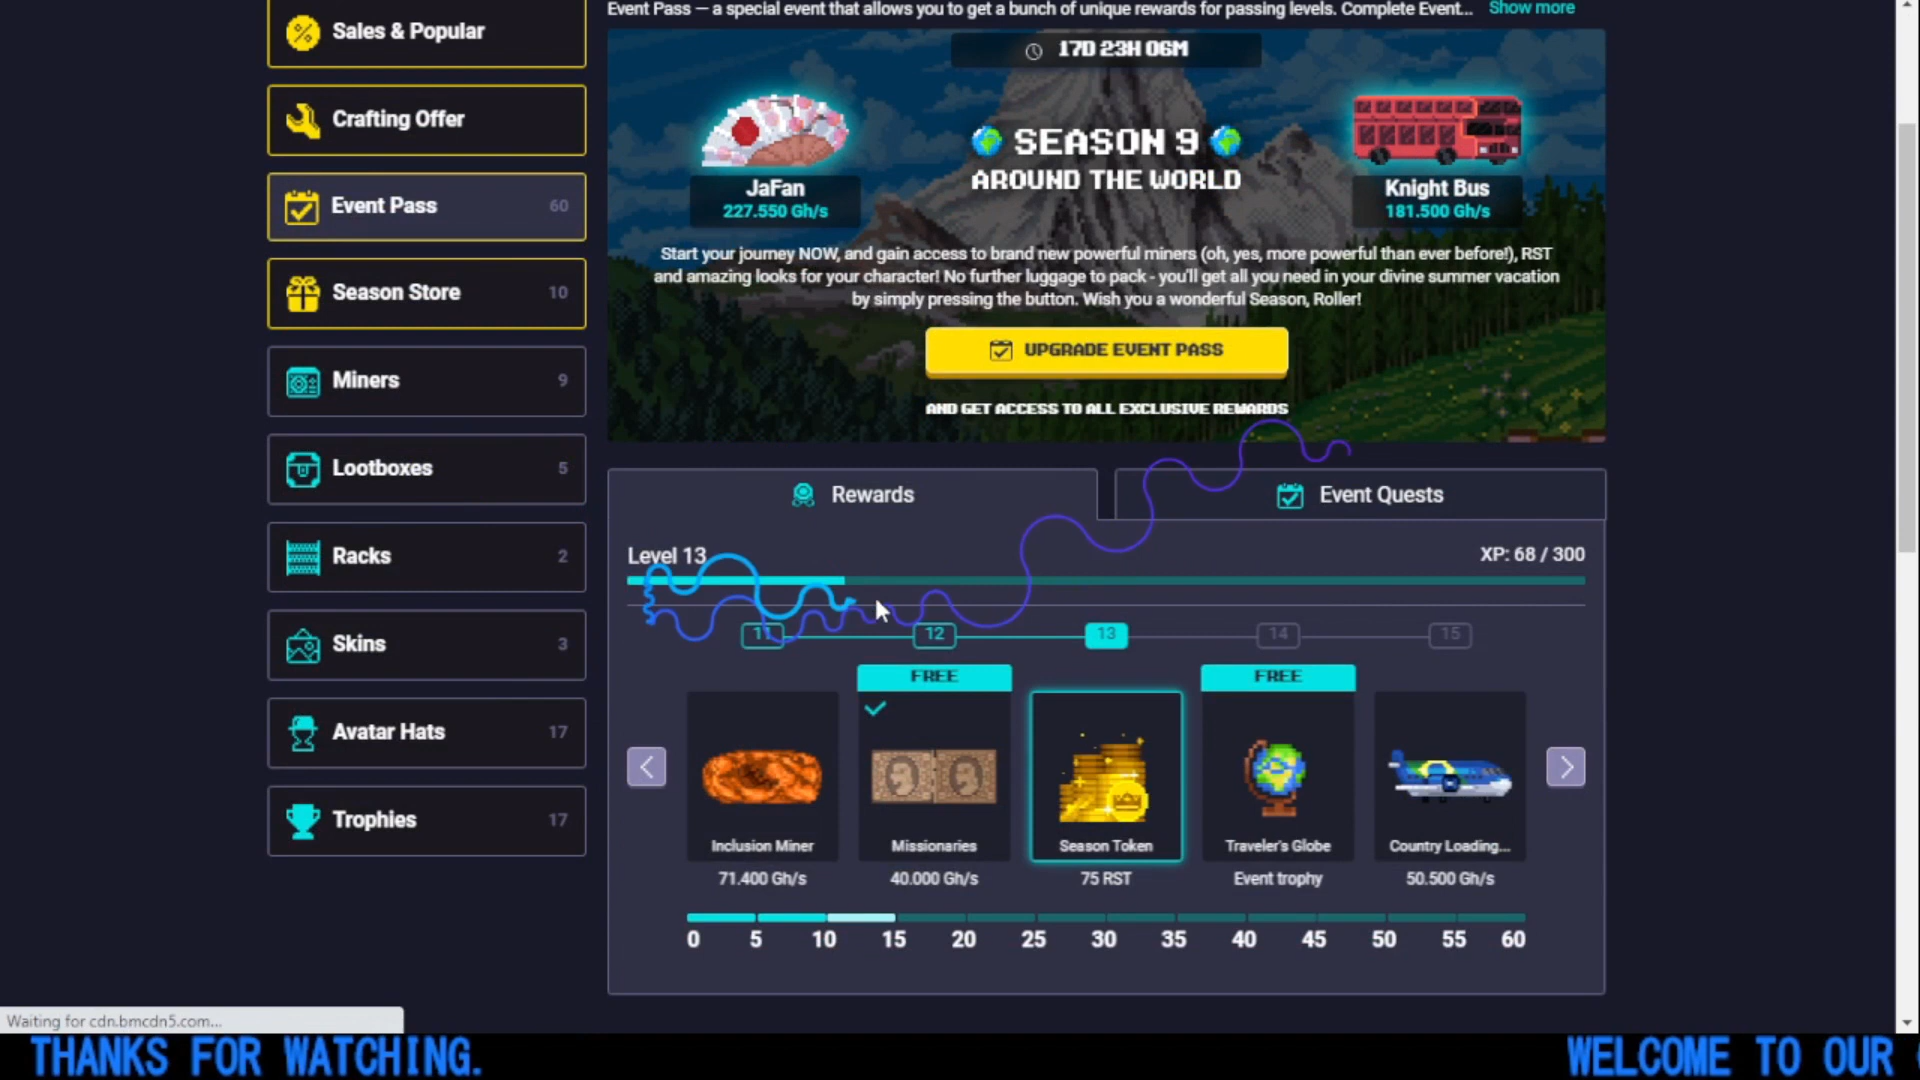 Event Pass — a special event that allows you to get a bunch of unique rewards for passing levels. Complete Event... Show more
Sales & Popular
Crafting Offer
Event Pass 60
Season Store 10
Miners 9
Lootboxes 5
Racks 2
Skins 3
Avatar Hats 17
Trophies 17
17D 23H 06M
SEASON 9
AROUND THE WORLD
JaFan
227.550 Gh/s
Knight Bus
181.500 Gh/s
Start your journey NOW, and gain access to brand new powerful miners (oh, yes, more powerful than ever before!), RST
and amazing looks for your character! No further luggage to pack - you'll get all you need in your divine summer vacation
by simply pressing the button. Wish you a wonderful Season, Roller!
UPGRADE EVENT PASS
AND GET ACCESS TO ALL EXCLUSIVE REWARDS
Rewards
Event Quests
Level 13
XP: 68 / 300
11 12 13 14 15
FREE FREE
Inclusion Miner
71.400 Gh/s
Missionaries
40.000 Gh/s
Season Token
75 RST
Traveler's Globe
Event trophy
Country Loading...
50.500 Gh/s
0 5 10 15 20 25 30 35 40 45 50 55 60
Waiting for cdn.bmcdn5.com...
THANKS FOR WATCHING.
WELCOME TO OUR